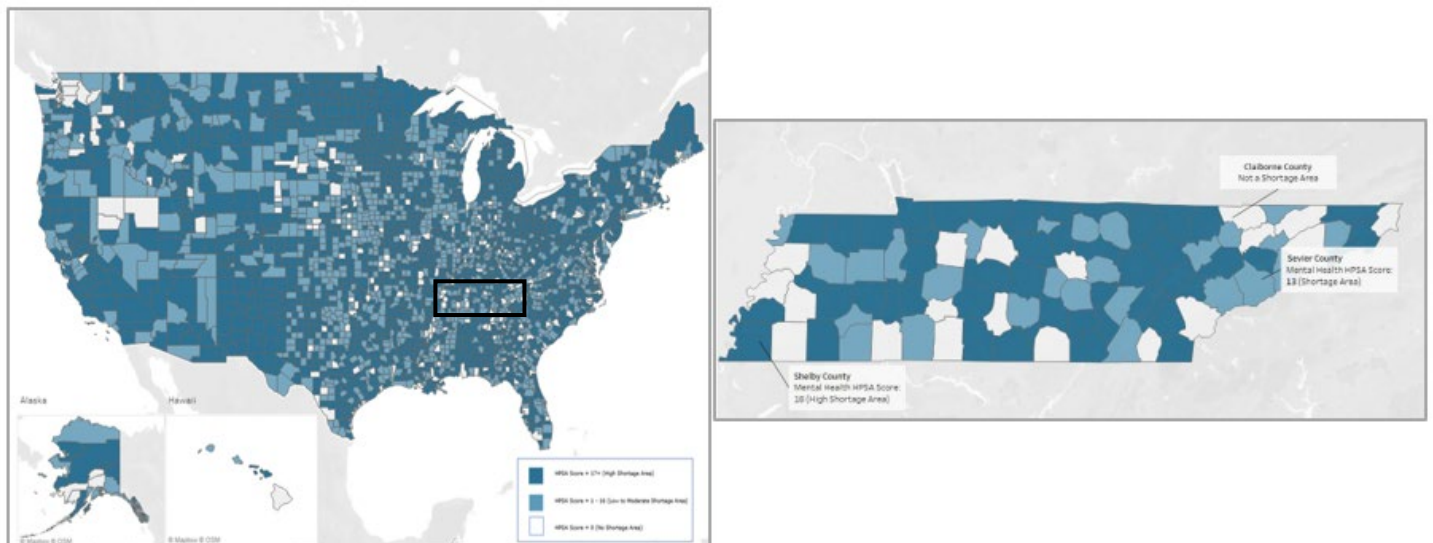 Alaska
Hawaii
© Mapbox © OSM
© Mapbox © OSM
HPSA Score = 17+ (High Shortage Area)
HPSA Score = 1 - 16 (Low to Moderate Shortage Area)
HPSA Score = 0 (No Shortage Area)
Claiborne County
Not a Shortage Area
Sevier County
Mental Health HPSA Score:
13 (Shortage Area)
Shelby County
Mental Health HPSA Score:
18 (High Shortage Area)